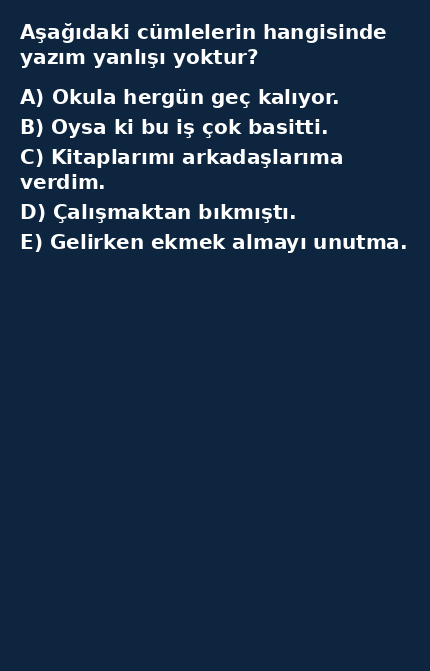 Aşağıdaki cümlelerin hangisinde
yazım yanlışı yoktur?
A) Okula hergün geç kalıyor.
B) Oysa ki bu iş çok basitti.
C) Kitaplarımı arkadaşlarıma
verdim.
D) Çalışmaktan bıkmıştı.
E) Gelirken ekmek almayı unutma.